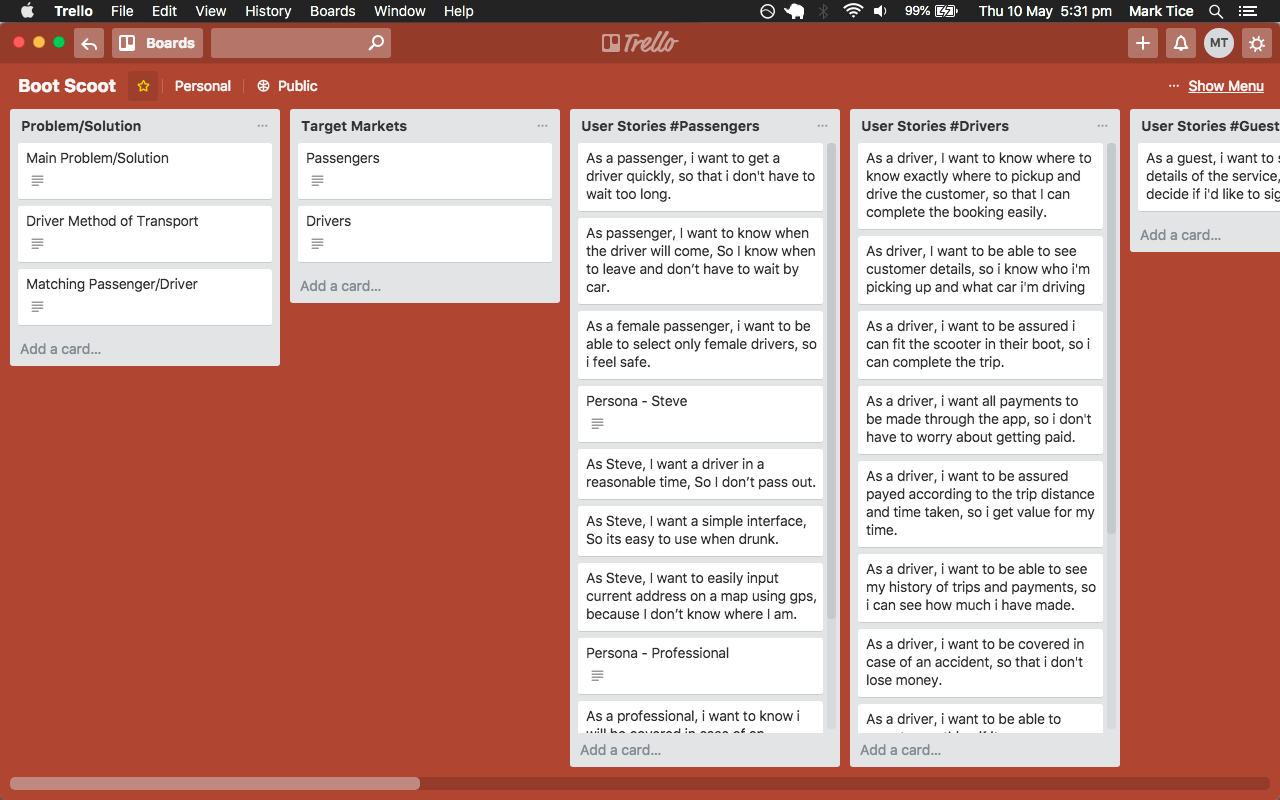 Trello File Edit View History Boards Window Help 99% Thu 10 May 5:31 pm Mark Tice
Boards Trello MT
Boot Scoot Personal Public ... Show Menu
Problem/Solution
Main Problem/Solution
Driver Method of Transport
Matching Passenger/Driver
Add a card...
Target Markets
Passengers
Drivers
Add a card...
User Stories #Passengers
As a passenger, i want to get a
driver quickly, so that i don't have to
wait too long.
As passenger, I want to know when
the driver will come, So I know when
to leave and don’t have to wait by
car.
As a female passenger, i want to be
able to select only female drivers, so
i feel safe.
Persona - Steve
As Steve, I want a driver in a
reasonable time, So I don’t pass out.
As Steve, I want a simple interface,
So its easy to use when drunk.
As Steve, I want to easily input
current address on a map using gps,
because I don’t know where I am.
Persona - Professional
As a professional, i want to know i
will be covered in case of an
Add a card...
User Stories #Drivers
As a driver, I want to know where to
know exactly where to pickup and
drive the customer, so that I can
complete the booking easily.
As driver, I want to be able to see
customer details, so i know who i'm
picking up and what car i'm driving
As a driver, i want to be assured i
can fit the scooter in their boot, so i
can complete the trip.
As a driver, i want all payments to
be made through the app, so i don't
have to worry about getting paid.
As a driver, i want to be assured
payed according to the trip distance
and time taken, so i get value for my
time.
As a driver, i want to be able to see
my history of trips and payments, so
i can see how much i have made.
As a driver, i want to be covered in
case of an accident, so that i don't
lose money.
As a driver, i want to be able to
Add a card...
User Stories #Guest
As a guest, i want to s
details of the service,
decide if i'd like to sig
Add a card...